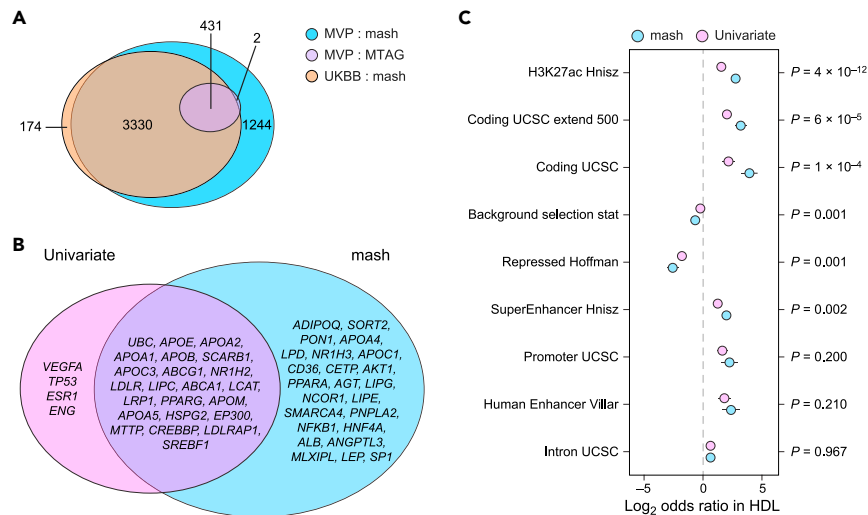 A
431
2
MVP : mash
MVP : MTAG
UKBB : mash
174
3330
1244
B
Univariate
mash
VEGFA
TP53
ESR1
ENG
UBC, APOE, APOA2,
APOA1, APOB, SCARB1,
APOC3, ABCG1, NR1H2,
LDLR, LIPC, ABCA1, LCAT,
LRP1, PPARG, APOM,
APOA5, HSPG2, EP300,
MTTP, CREBBP, LDLRAP1,
SREBF1
ADIPOQ, SORT2,
PON1, APOA4,
LPD, NR1H3, APOC1,
CD36, CETP, AKT1,
PPARA, AGT, LIPG,
NCOR1, LIPE,
SMARCA4, PNPLA2,
NFKB1, HNF4A,
ALB, ANGPTL3,
MLXIPL, LEP, SP1
C
mash Univariate
H3K27ac Hnisz P = 4 × 10⁻¹²
Coding UCSC extend 500 P = 6 × 10⁻⁵
Coding UCSC P = 1 × 10⁻⁴
Background selection stat P = 0.001
Repressed Hoffman P = 0.001
SuperEnhancer Hnisz P = 0.002
Promoter UCSC P = 0.200
Human Enhancer Villar P = 0.210
Intron UCSC P = 0.967
–5 0 5
Log₂ odds ratio in HDL